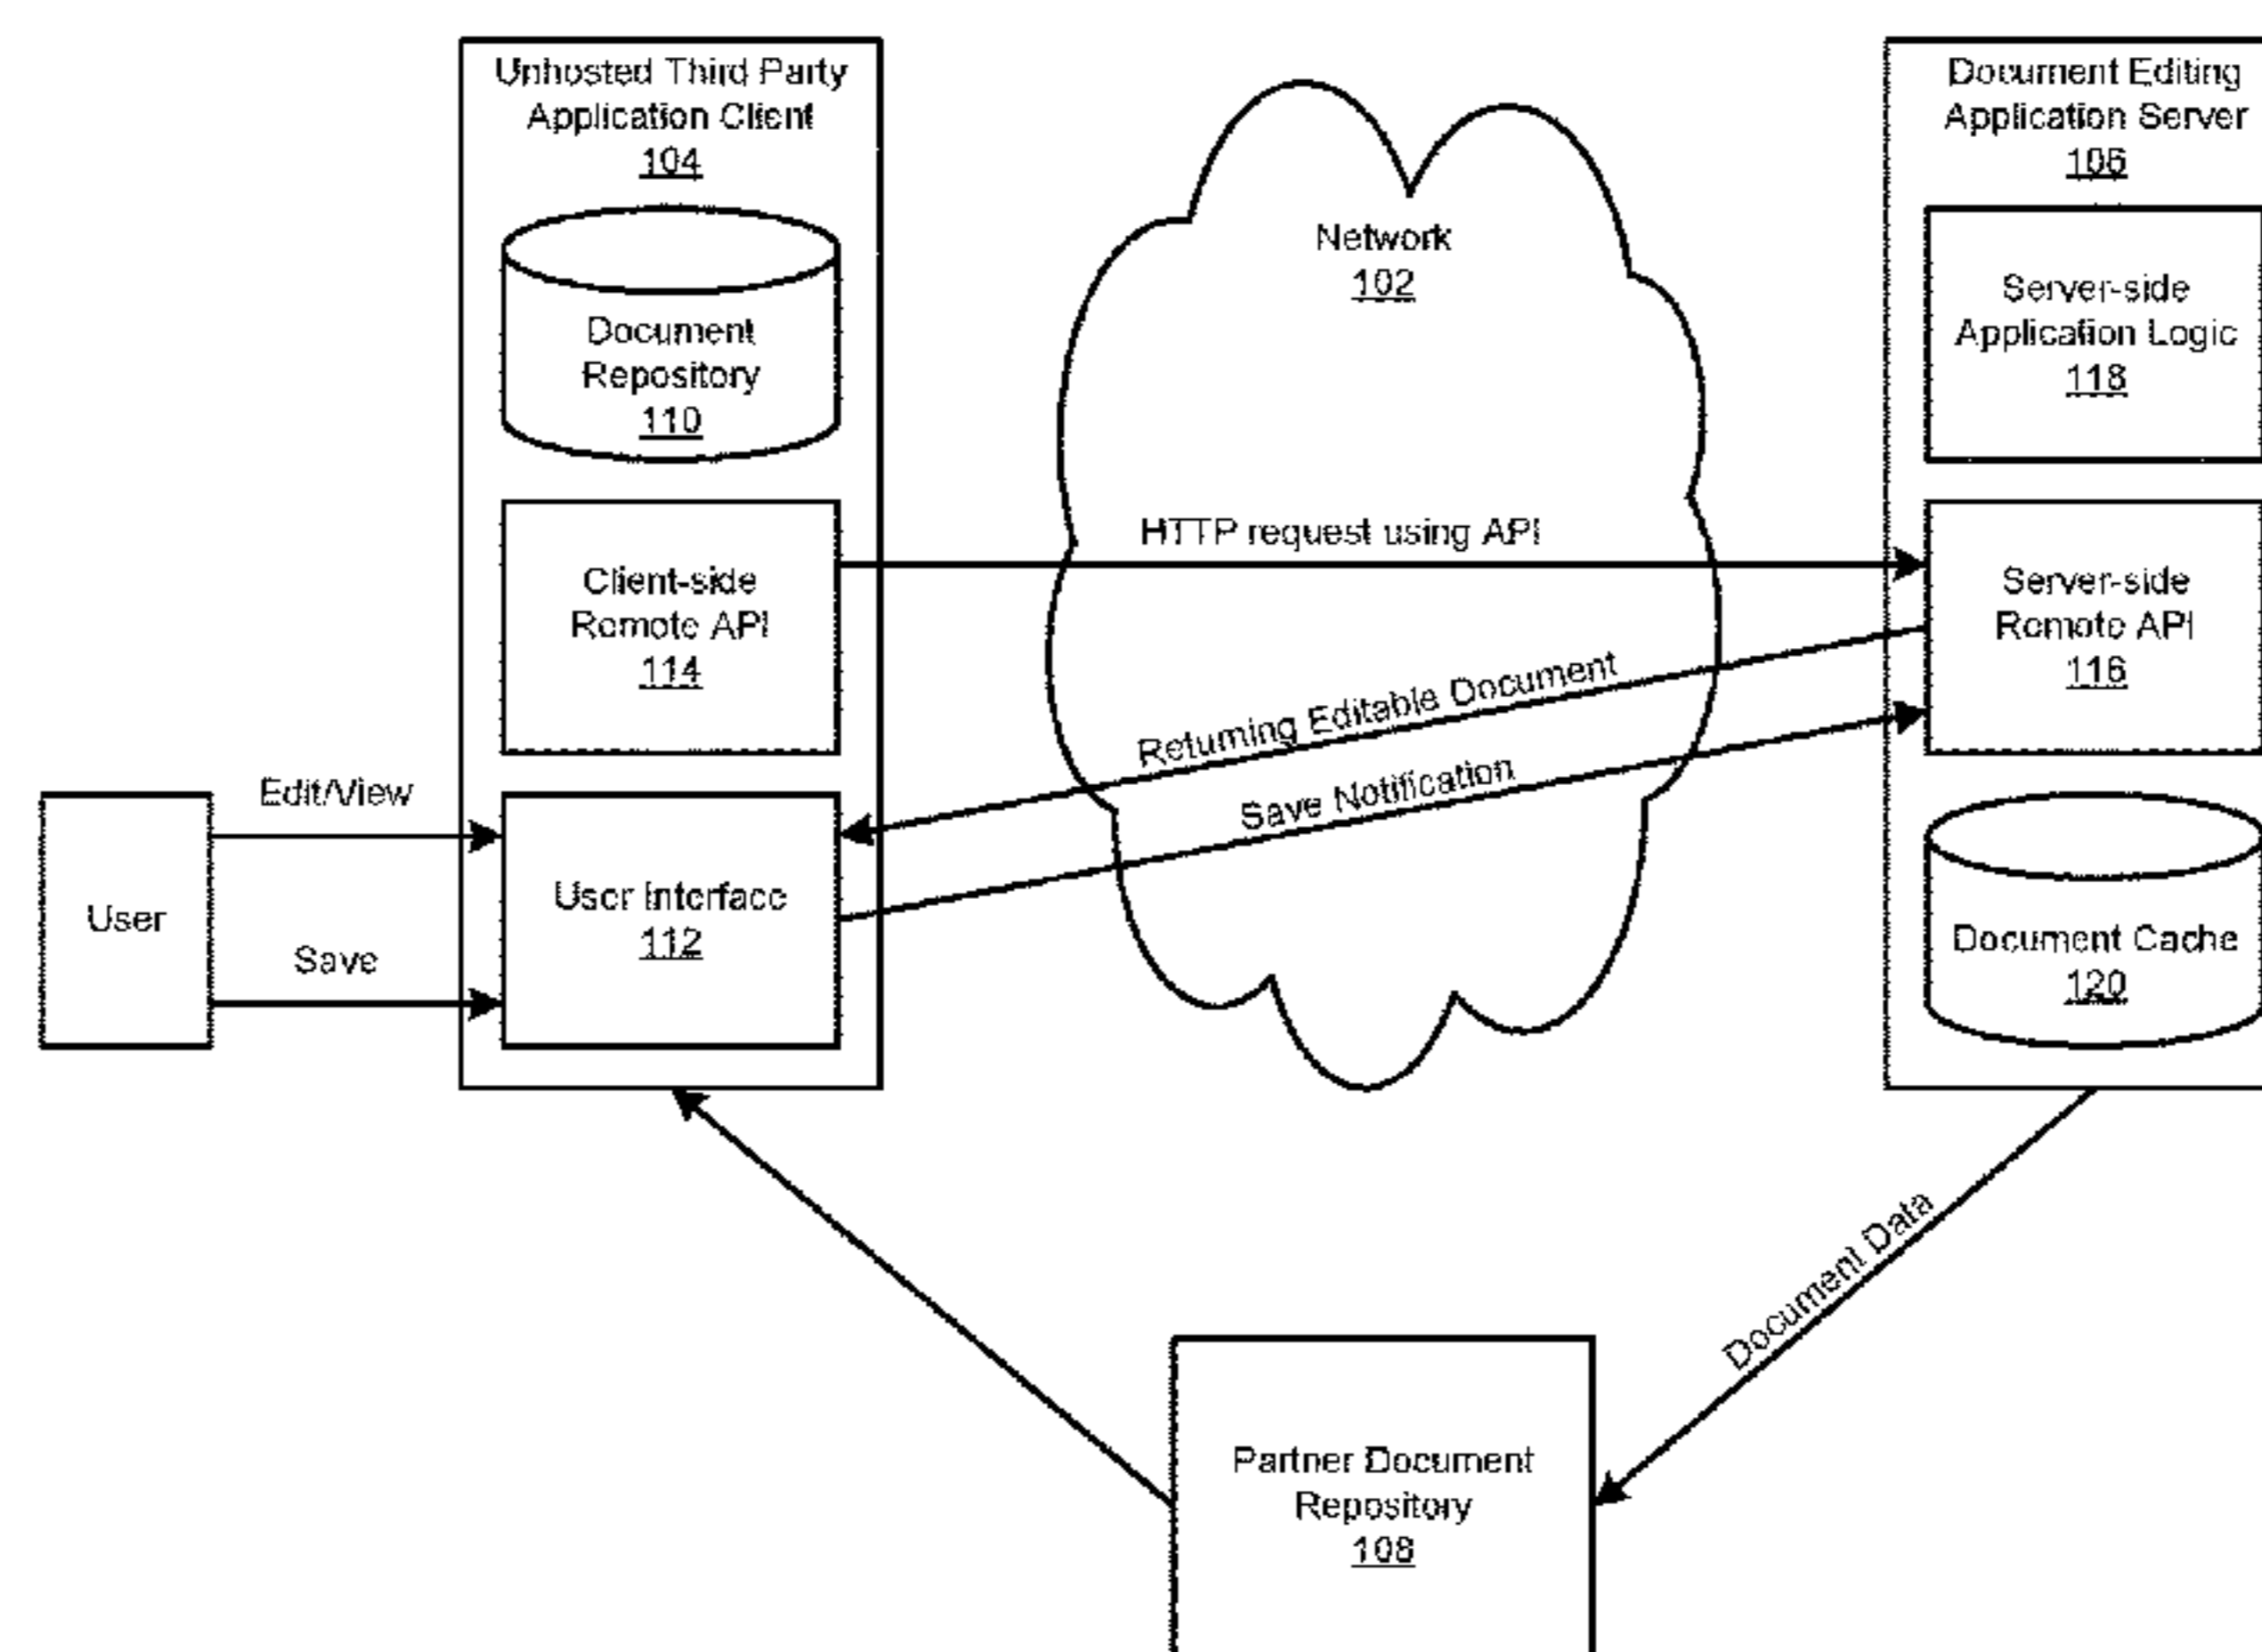 Unhosted Third Party
Application Client
104
Document
Repository
110
Client-side
Remote API
114
User Interface
112
User
Edit/View
Save
Network
102
HTTP request using API
Returning Editable Document
Save Notification
Document Editing
Application Server
106
Server-side
Application Logic
118
Server-side
Remote API
116
Document Cache
120
Document Data
Partner Document
Repository
108